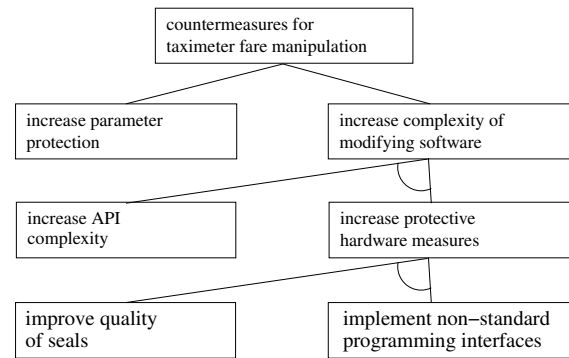 countermeasures for
taximeter fare manipulation
increase parameter
protection
increase complexity of
modifying software
increase API
complexity
increase protective
hardware measures
improve quality
of seals
implement non−standard
programming interfaces